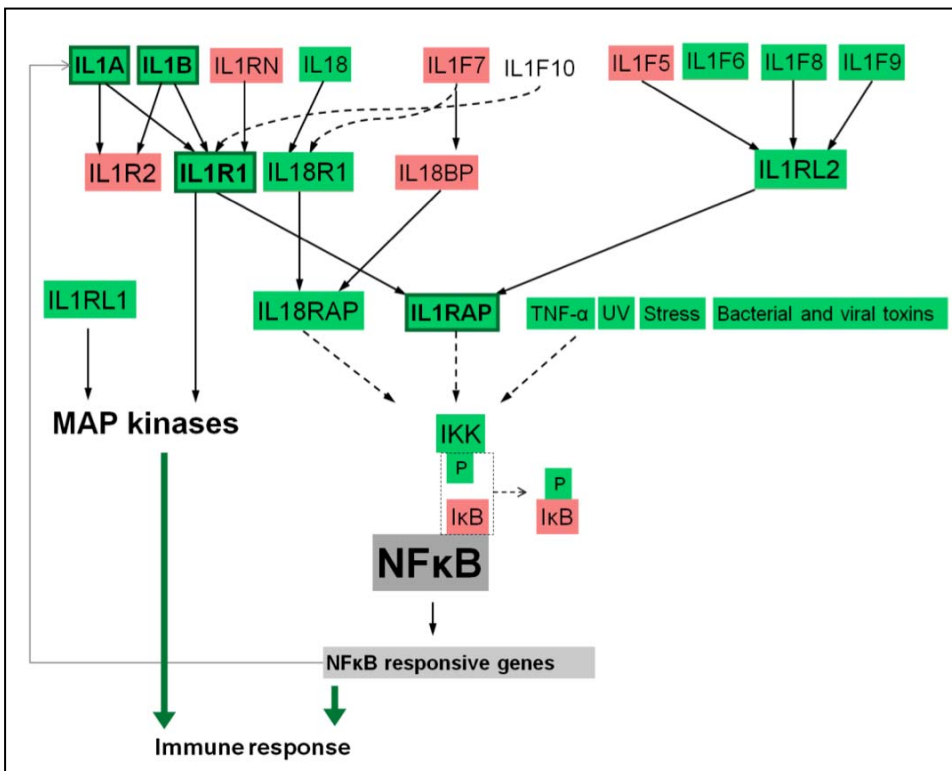 IL1A IL1B IL1RN IL18 IL1F7 IL1F10 IL1F5 IL1F6 IL1F8 IL1F9
IL1R2 IL1R1 IL18R1 IL18BP IL1RL2
IL1RL1 IL18RAP IL1RAP TNF-α UV Stress Bacterial and viral toxins
MAP kinases IKK
P P
IκB IκB
NFκB
NFκB responsive genes
Immune response